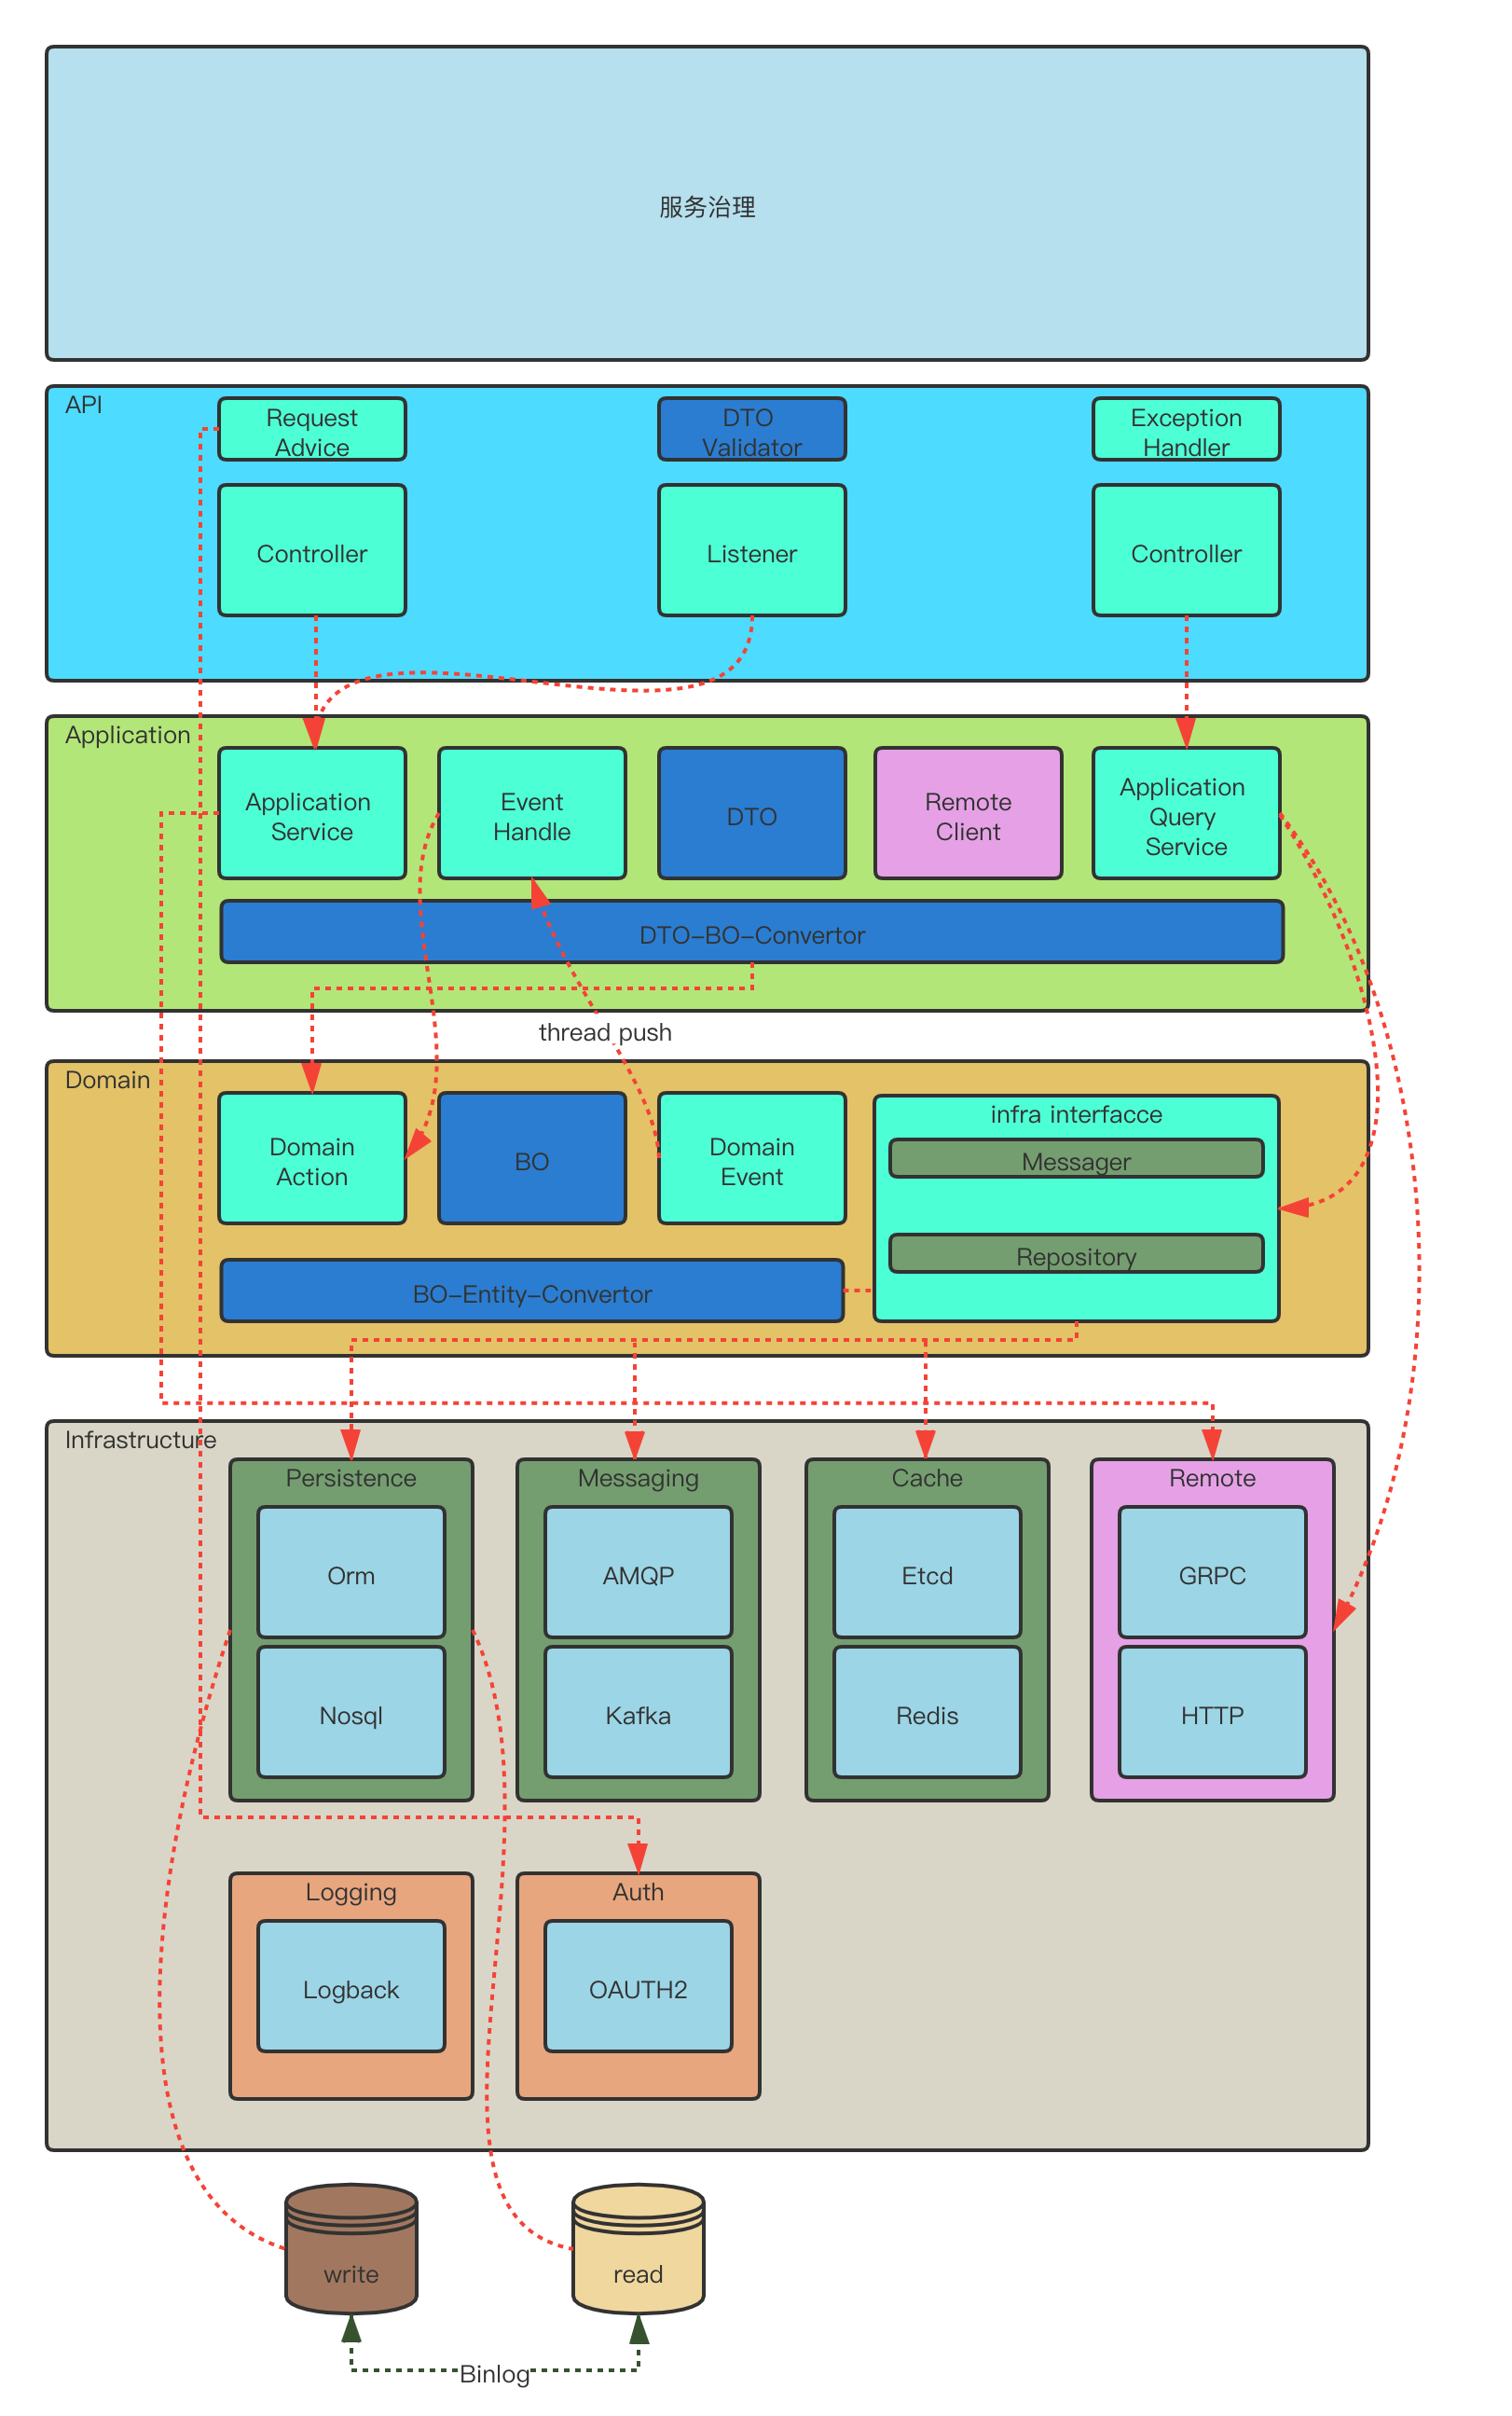 服务治理
API
Request
Advice
DTO
Validator
Exception
Handler
Controller
Listener
Controller
Application
Application
Service
Event
Handle
DTO
Remote
Client
Application
Query
Service
DTO-BO-Convertor
thread push
Domain
Domain
Action
BO
Domain
Event
infra interfacce
Messager
Repository
BO-Entity-Convertor
Infrastructure
Persistence
Messaging
Cache
Remote
Orm
AMQP
Etcd
GRPC
Nosql
Kafka
Redis
HTTP
Logging
Auth
Logback
OAUTH2
write
read
Binlog